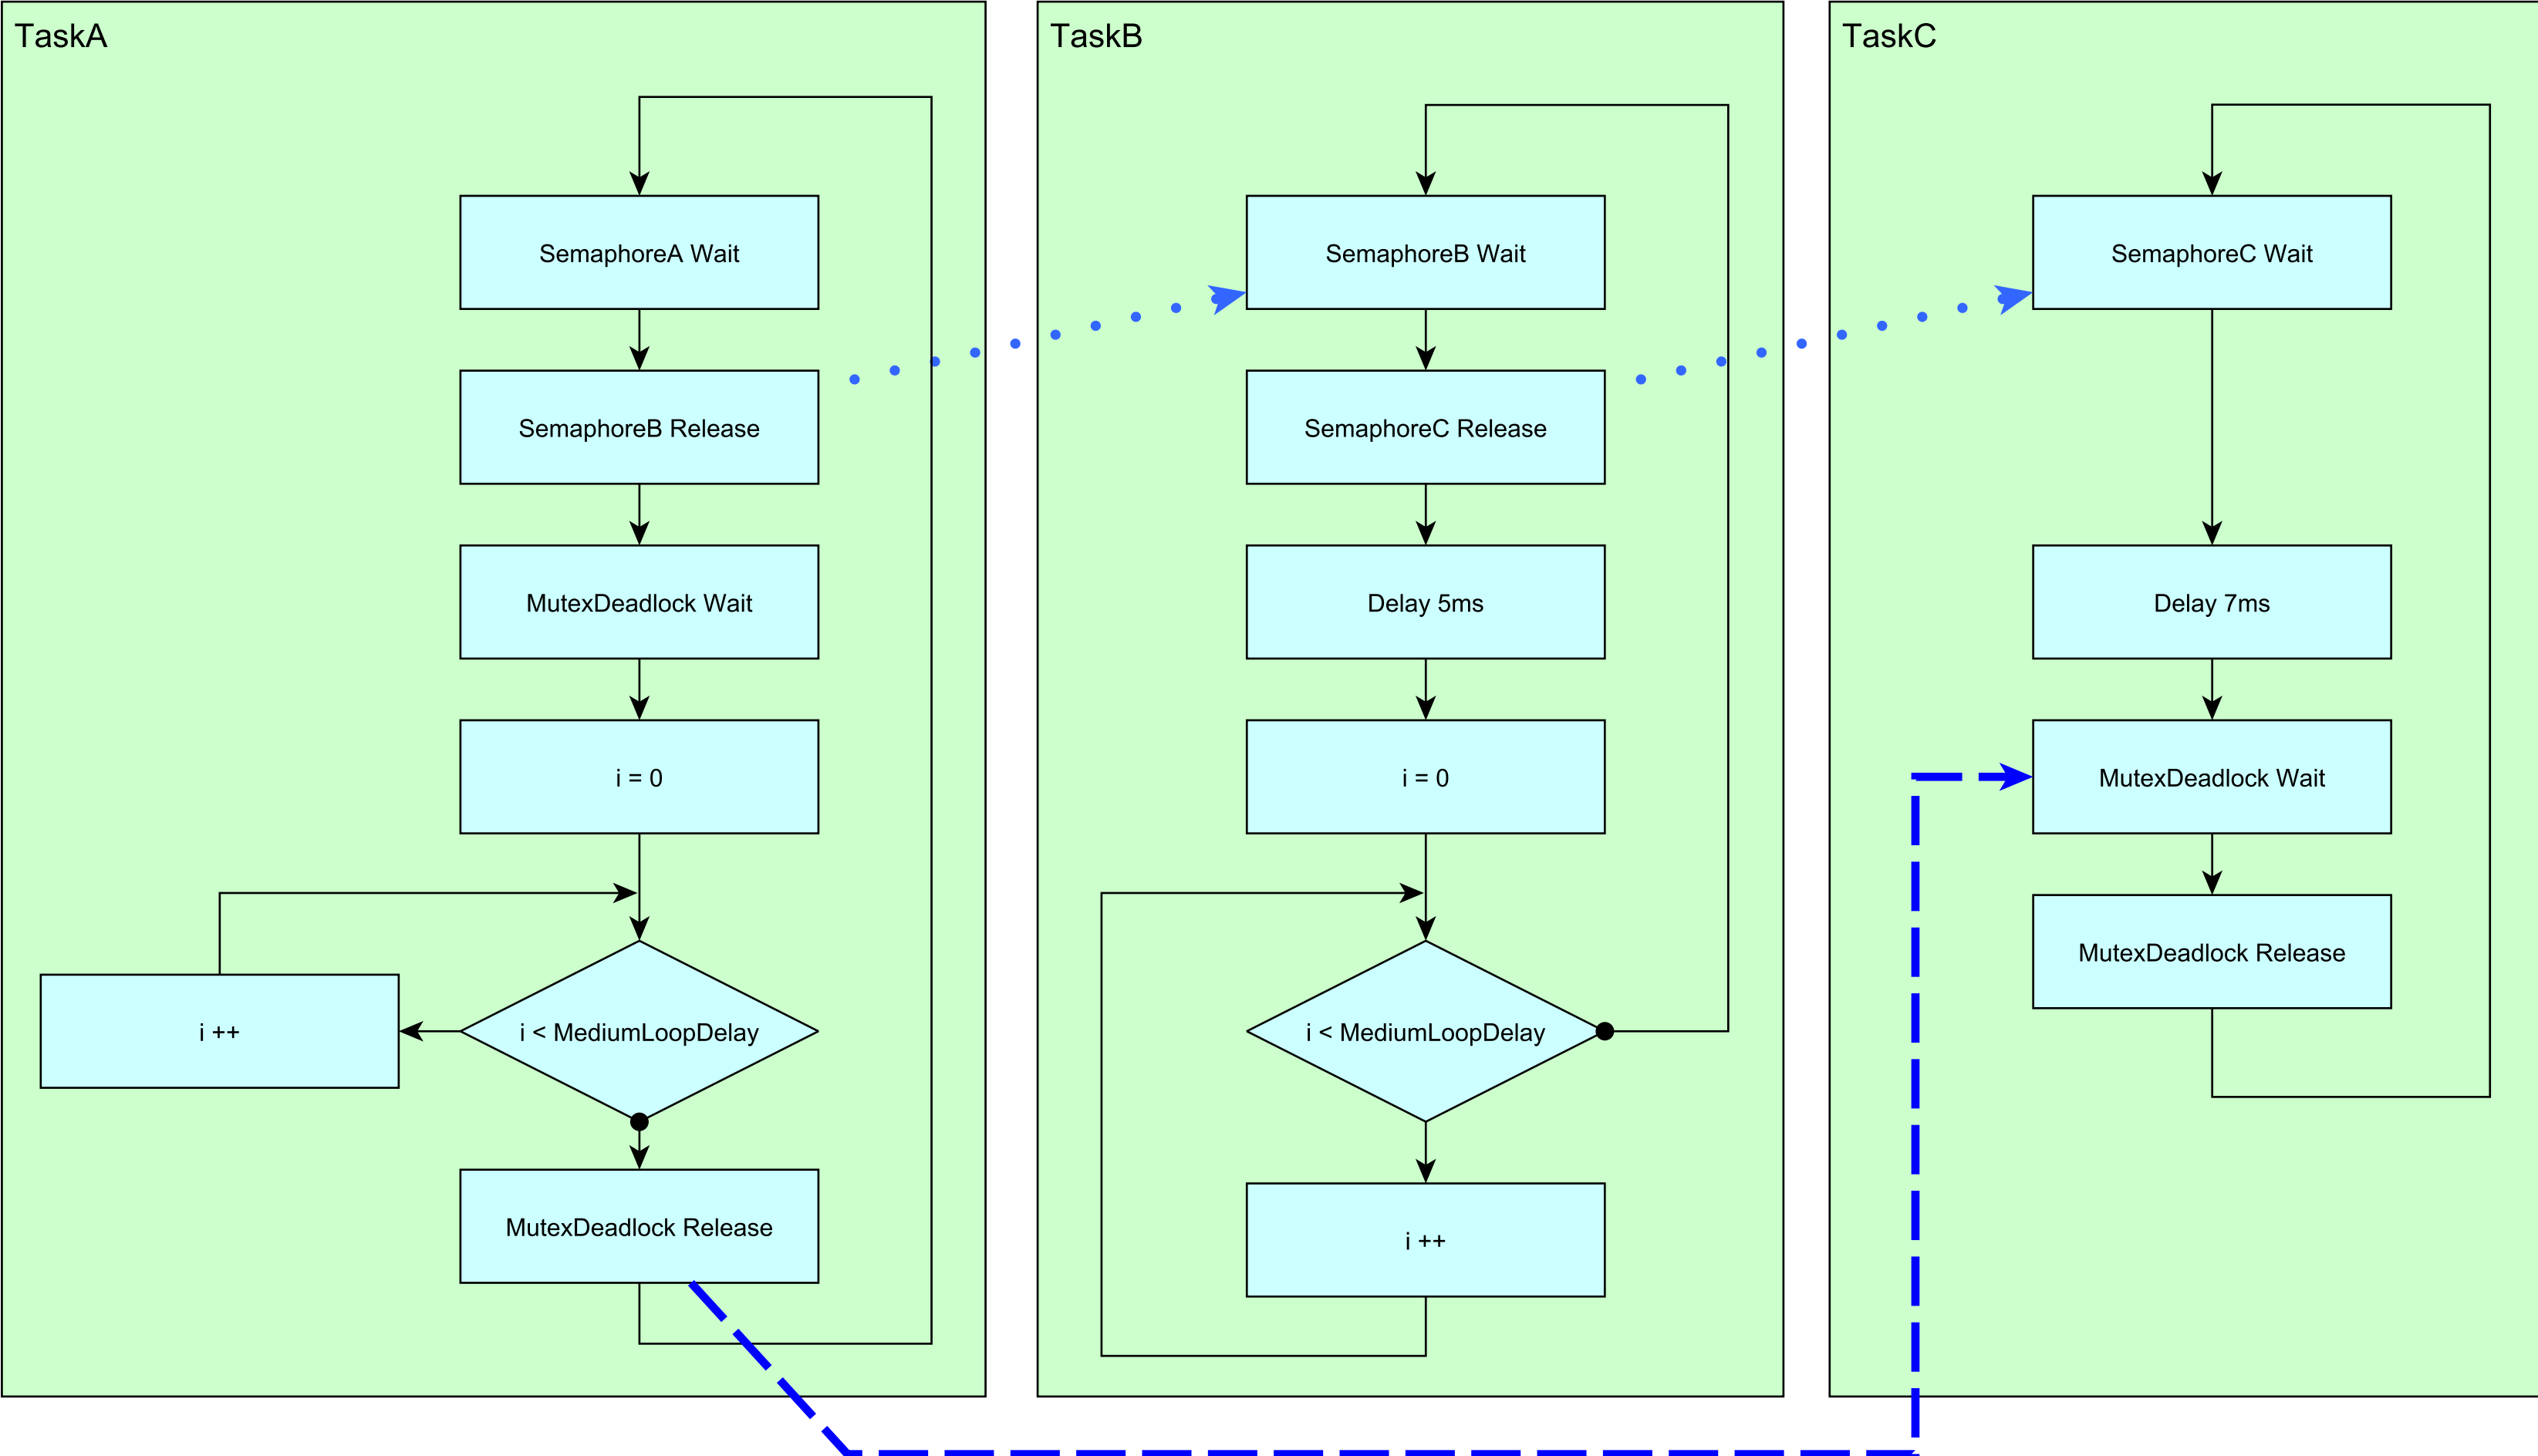 TaskA
SemaphoreA Wait
SemaphoreB Release
MutexDeadlock Wait
i = 0
i < MediumLoopDelay
i ++
MutexDeadlock Release
TaskB
SemaphoreB Wait
SemaphoreC Release
Delay 5ms
i = 0
i < MediumLoopDelay
i ++
TaskC
SemaphoreC Wait
Delay 7ms
MutexDeadlock Wait
MutexDeadlock Release